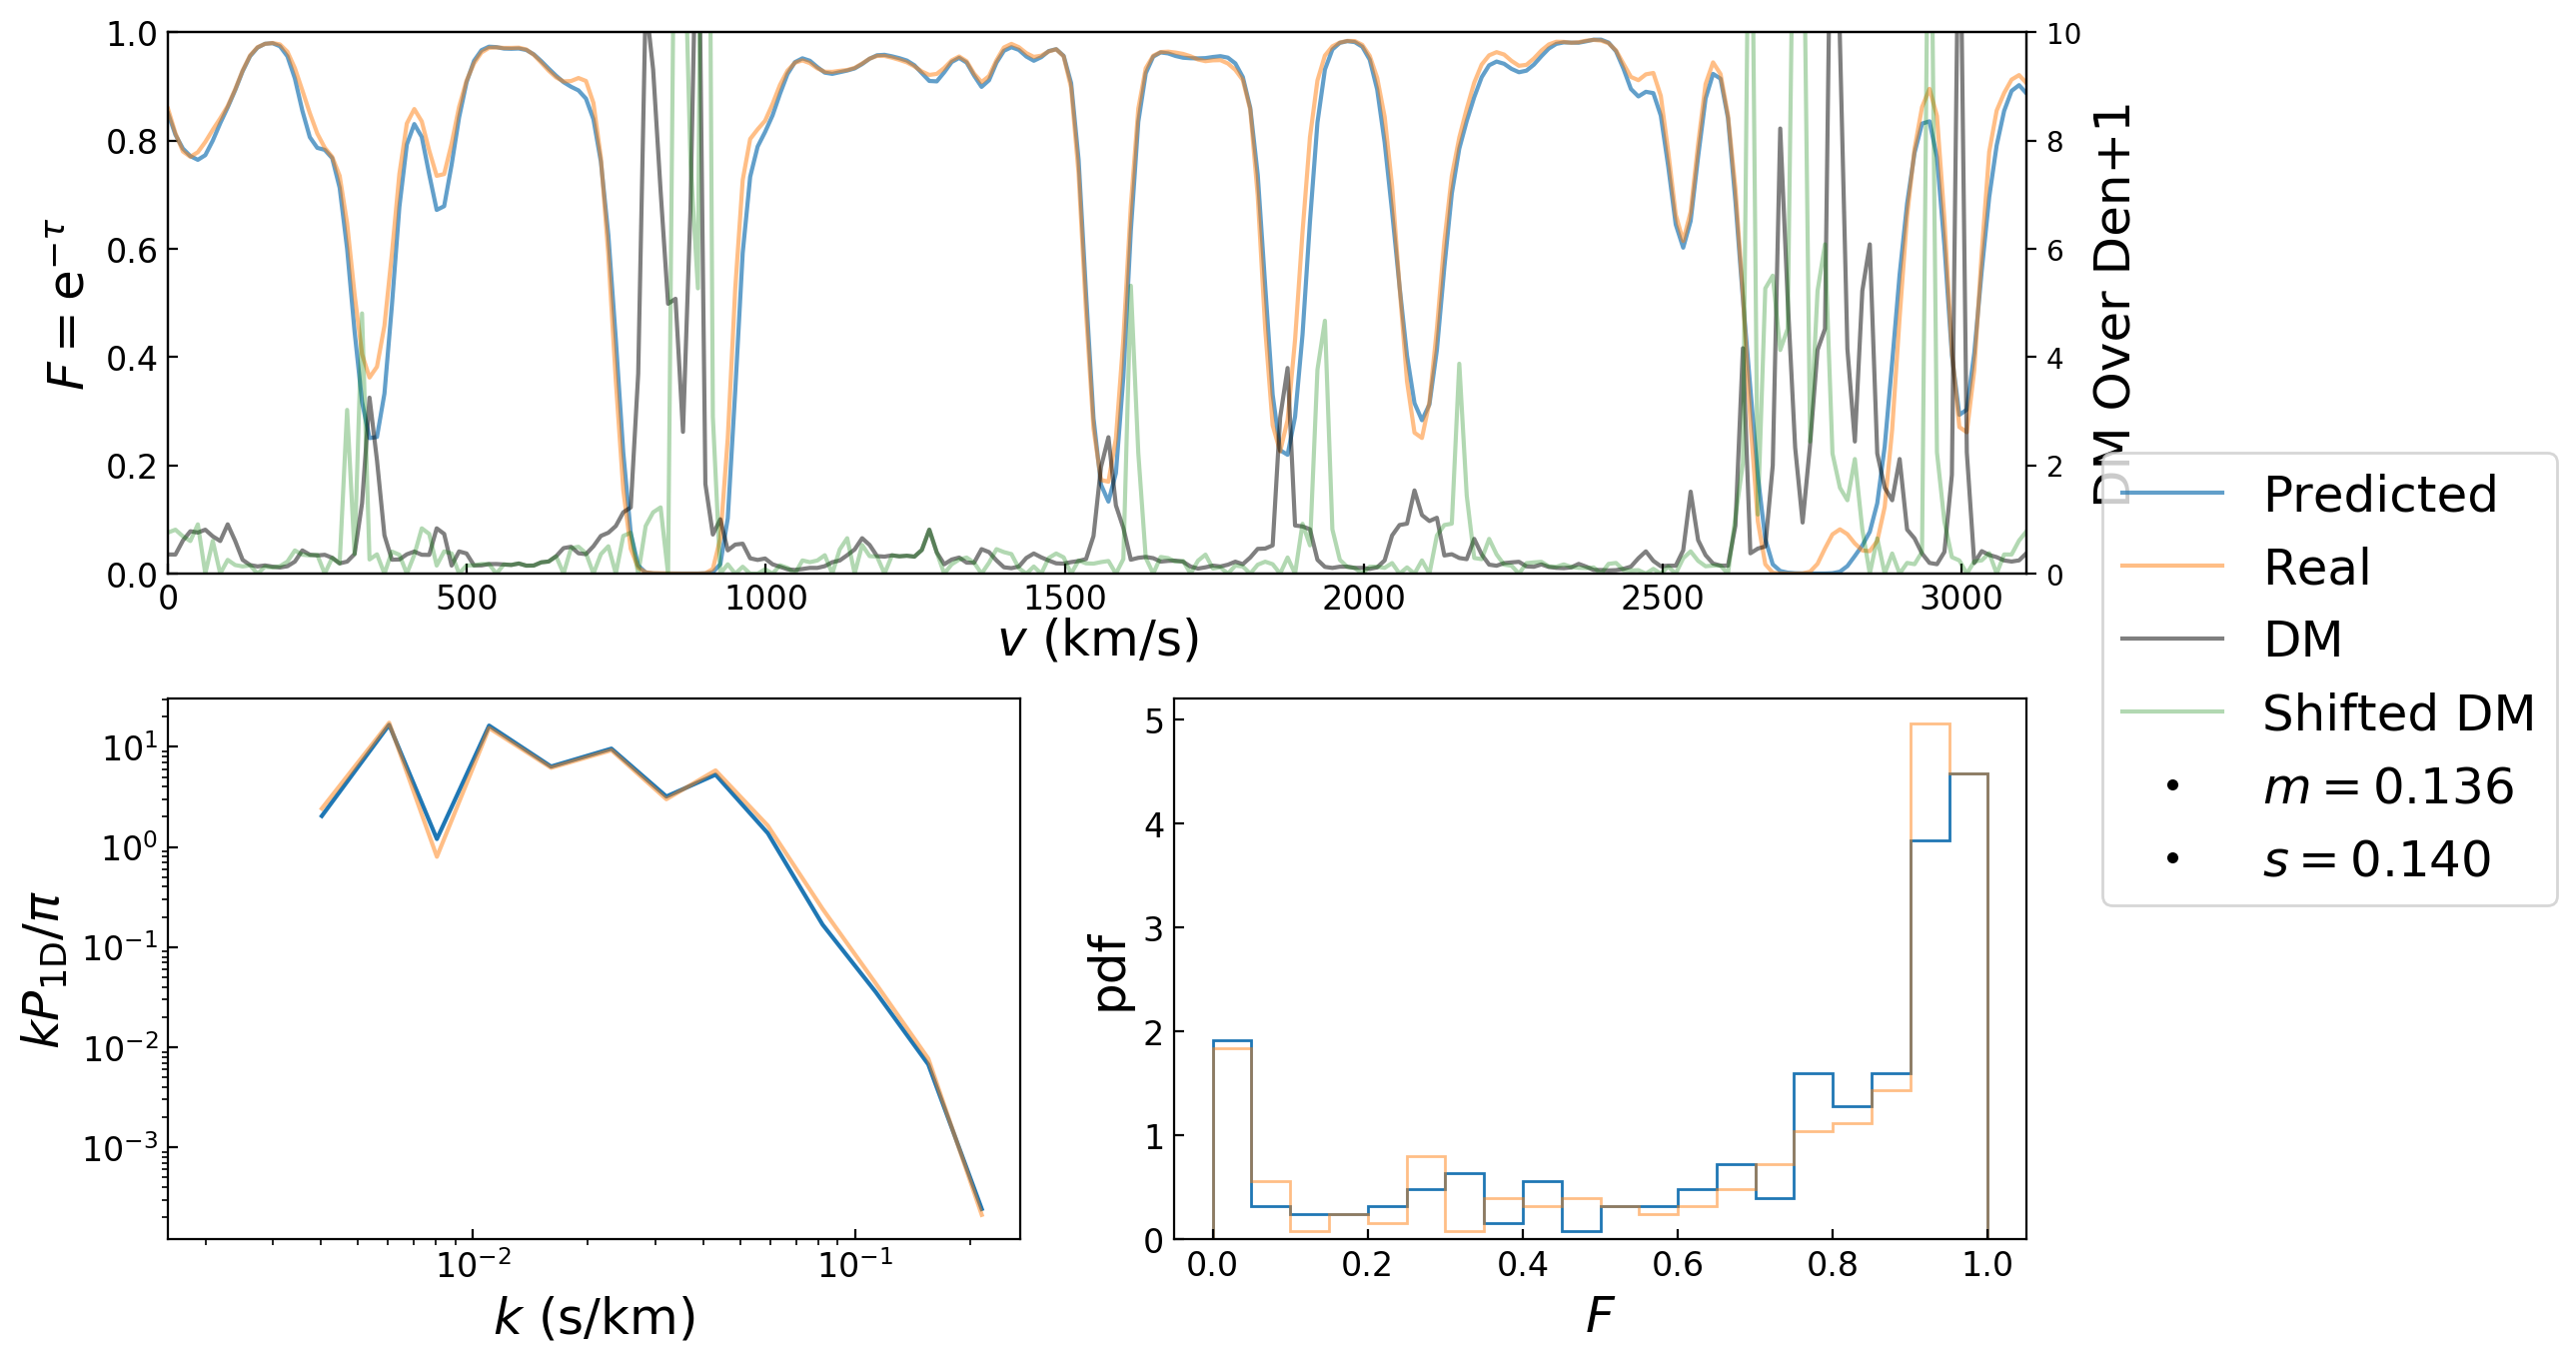 1.0
0.8
0.6
0.4
0.2
0.0
F = e^{−τ}
10
8
6
4
2
0
DM Over Den+1
0 500 1000 1500 2000 2500 3000
v (km/s)
Predicted
Real
DM
Shifted DM
m = 0.136
s = 0.140
10^1
10^0
10^{−1}
10^{−2}
10^{−3}
kP_{1D}/π
10^{−2} 10^{−1}
k (s/km)
5
4
3
2
1
0
pdf
0.0 0.2 0.4 0.6 0.8 1.0
F